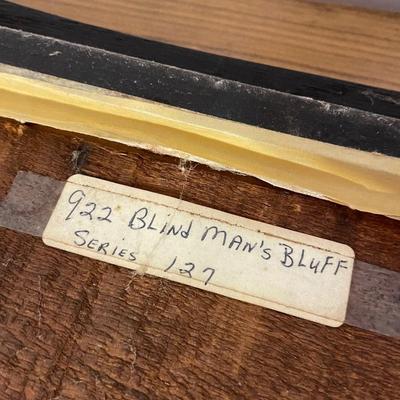 922 Blind Man's Bluff
Series 127